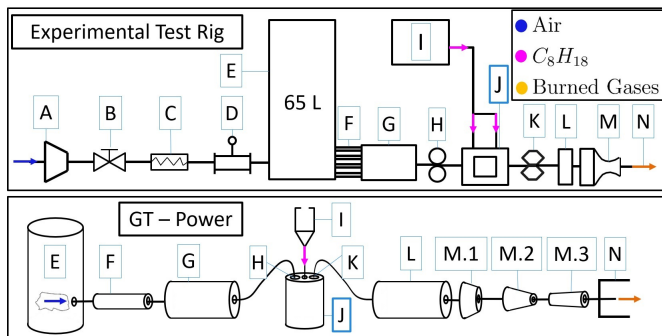 Experimental Test Rig
I
Air
C₈H₁₈
Burned Gases
E
65 L
J
A
B
C
D
F
G
H
K
L
M
N
GT – Power
E
F
G
H
I
K
J
L
M.1
M.2
M.3
N